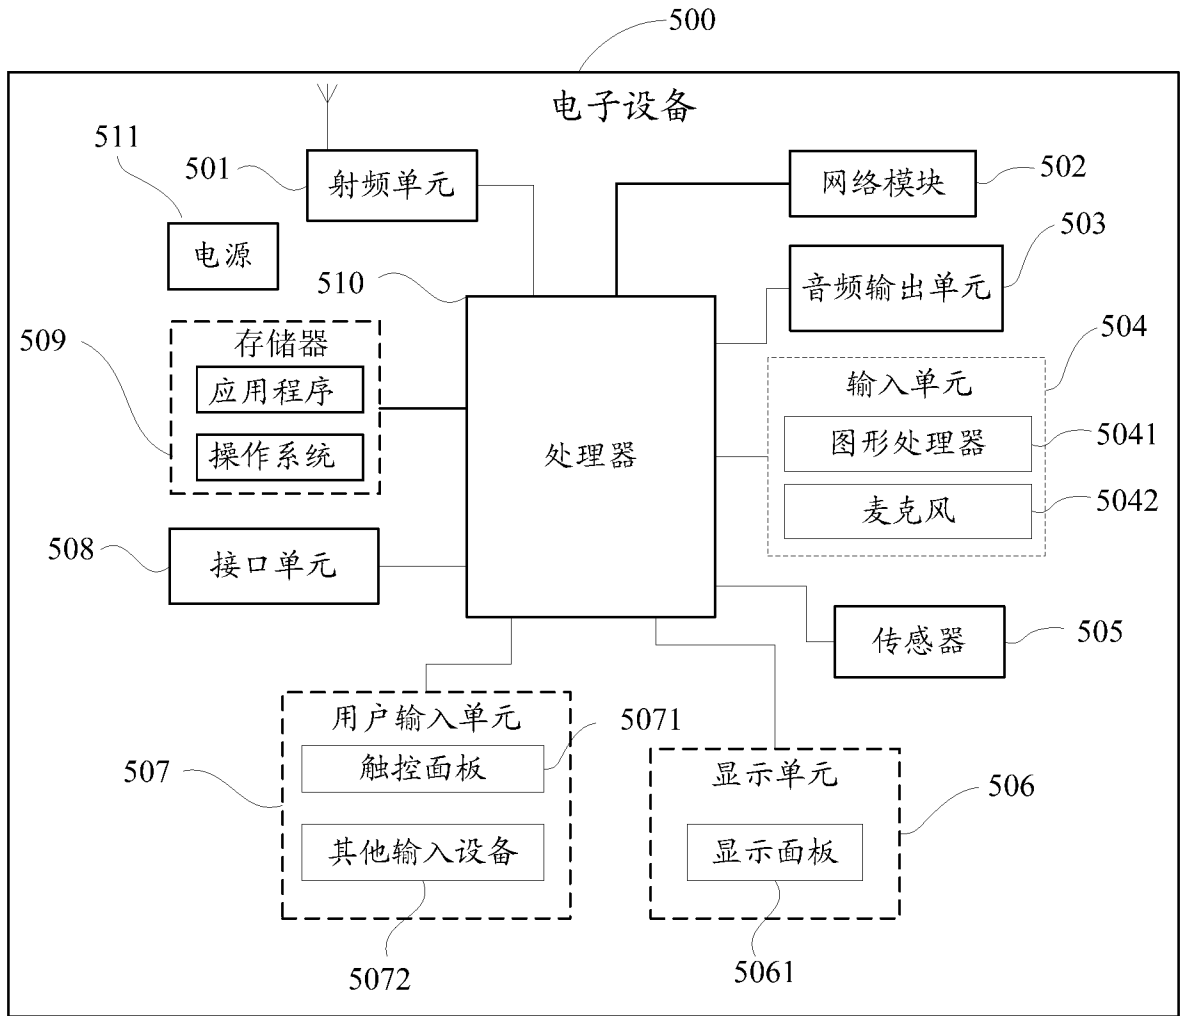 500
电子设备
511
501
射频单元
网络模块
502
电源
503
音频输出单元
510
509
存储器
应用程序
操作系统
504
输入单元
图形处理器
5041
麦克风
5042
处理器
508
接口单元
传感器
505
用户输入单元
5071
触控面板
507
其他输入设备
5072
显示单元
506
显示面板
5061